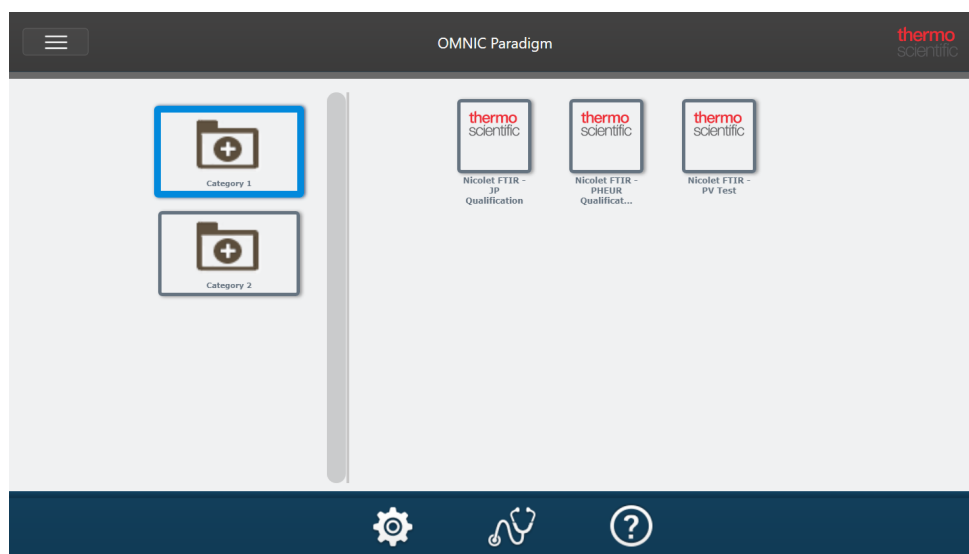 OMNIC Paradigm
thermo
scientific
Category 1
Category 2
thermo
scientific
Nicolet FTIR -
JP
Qualification
thermo
scientific
Nicolet FTIR -
PHEUR
Qualificat...
thermo
scientific
Nicolet FTIR -
PV Test
?